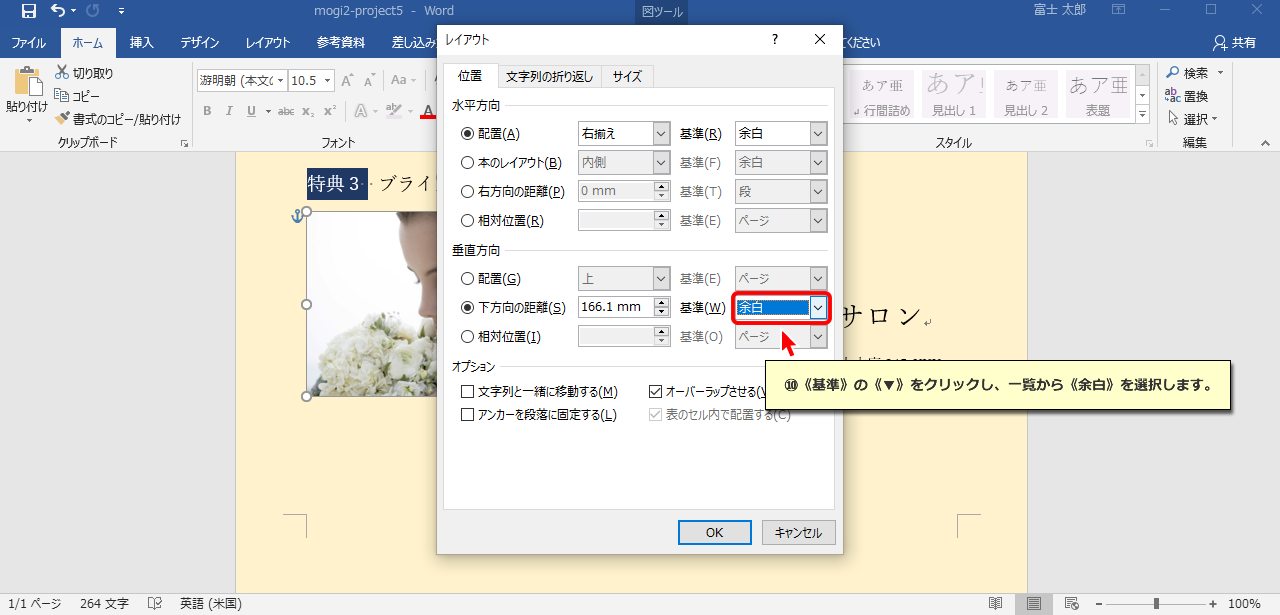 mogi2-project5 - Word
図ツール
富士 太郎
ファイル ホーム 挿入 デザイン レイアウト 参考資料 差し込み
ください
共有
貼り付け
切り取り
コピー
書式のコピー/貼り付け
クリップボード
游明朝 (本文の
10.5
A A Aa
B I U abc x₂ x² A aby A
フォント
あア亜
行間詰め
あア
見出し 1
あア亜
見出し 2
あア亜
表題
スタイル
検索
置換
選択
編集
特典 3
ブライ
サロン
レイアウト
?
位置 文字列の折り返し サイズ
水平方向
配置(A) 右揃え 基準(R) 余白
本のレイアウト(B) 内側 基準(F) 余白
右方向の距離(P) 0 mm 基準(T) 段
相対位置(R) 基準(E) ページ
垂直方向
配置(G) 上 基準(E) ページ
下方向の距離(S) 166.1 mm 基準(W) 余白
相対位置(I) 基準(O) ページ
オプション
文字列と一緒に移動する(M) オーバーラップさせる(V
アンカーを段落に固定する(L) 表のセル内で配置する(C)
⑩《基準》の《▼》をクリックし、一覧から《余白》を選択します。
OK キャンセル
1/1 ページ 264 文字 英語 (米国)
100%